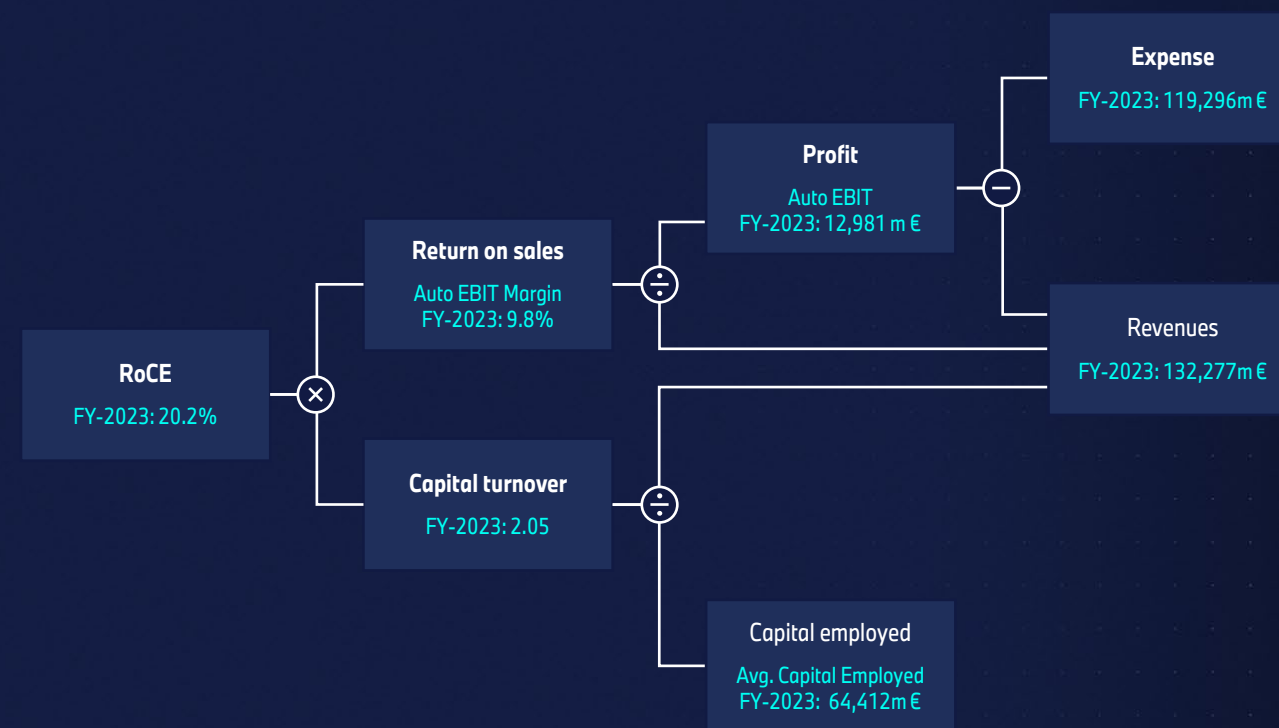 Expense
FY-2023: 119,296m €
Profit
Auto EBIT
FY-2023: 12,981 m €
Return on sales
Auto EBIT Margin
FY-2023: 9.8%
Revenues
FY-2023: 132,277m €
RoCE
FY-2023: 20.2%
Capital turnover
FY-2023: 2.05
Capital employed
Avg. Capital Employed
FY-2023: 64,412m €